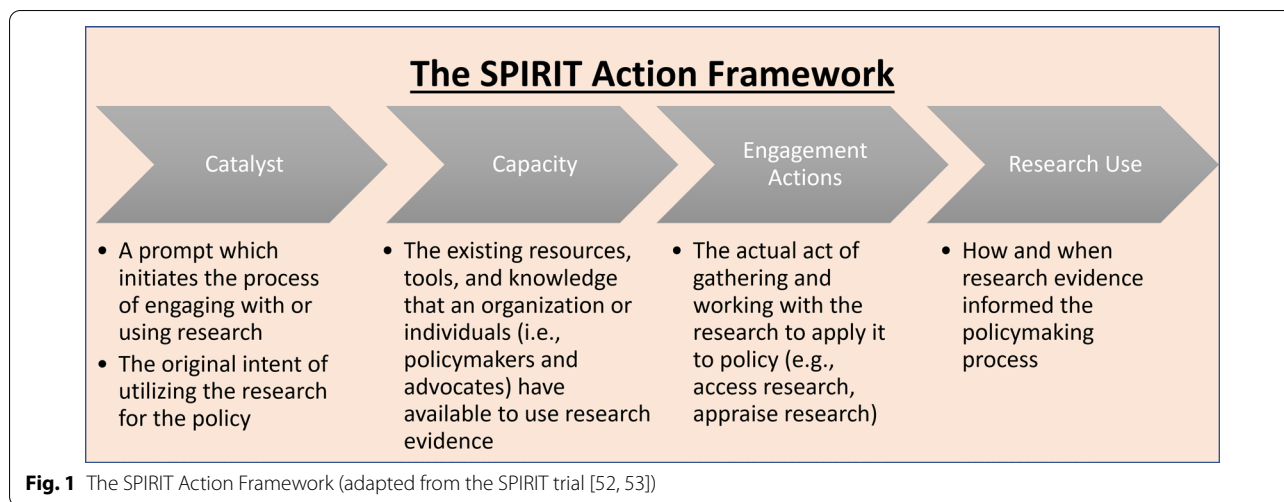 The SPIRIT Action Framework
Catalyst
Capacity
Engagement
Actions
Research Use
• A prompt which
initiates the process
of engaging with or
using research
• The original intent of
utilizing the research
for the policy
• The existing resources,
tools, and knowledge
that an organization or
individuals (i.e.,
policymakers and
advocates) have
available to use research
evidence
• The actual act of
gathering and
working with the
research to apply it
to policy (e.g.,
access research,
appraise research)
• How and when
research evidence
informed the
policymaking
process
Fig. 1 The SPIRIT Action Framework (adapted from the SPIRIT trial [52, 53])